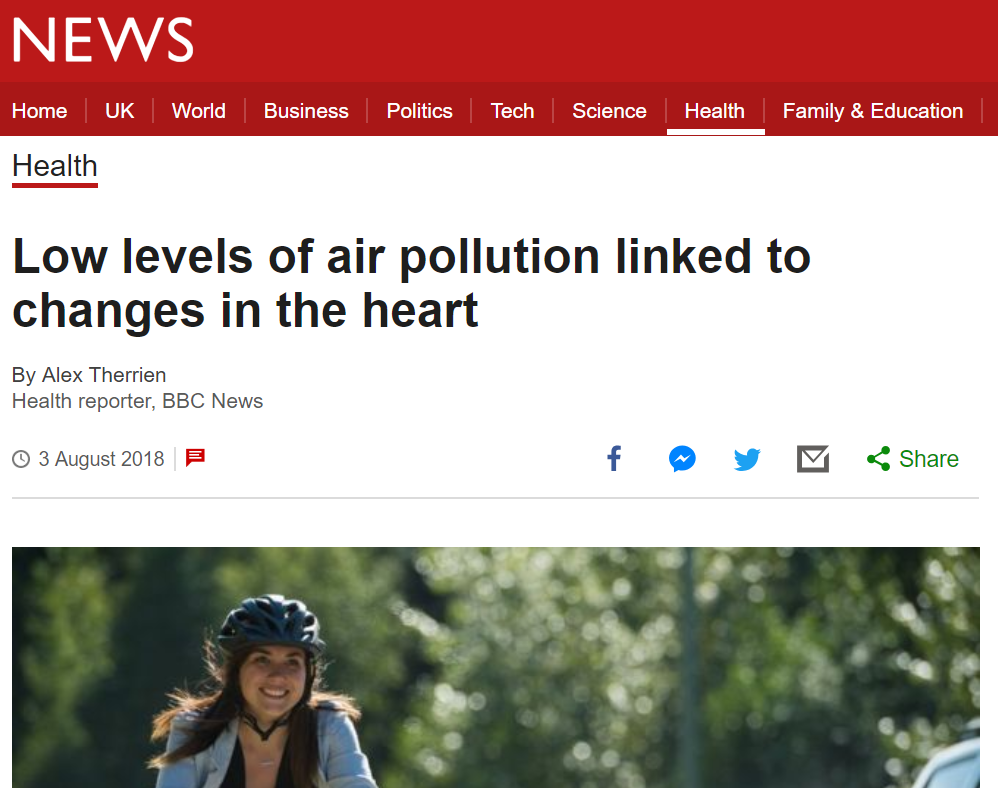 NEWS
Home UK World Business Politics Tech Science Health Family & Education
Health
Low levels of air pollution linked to
changes in the heart
By Alex Therrien
Health reporter, BBC News
3 August 2018 Share